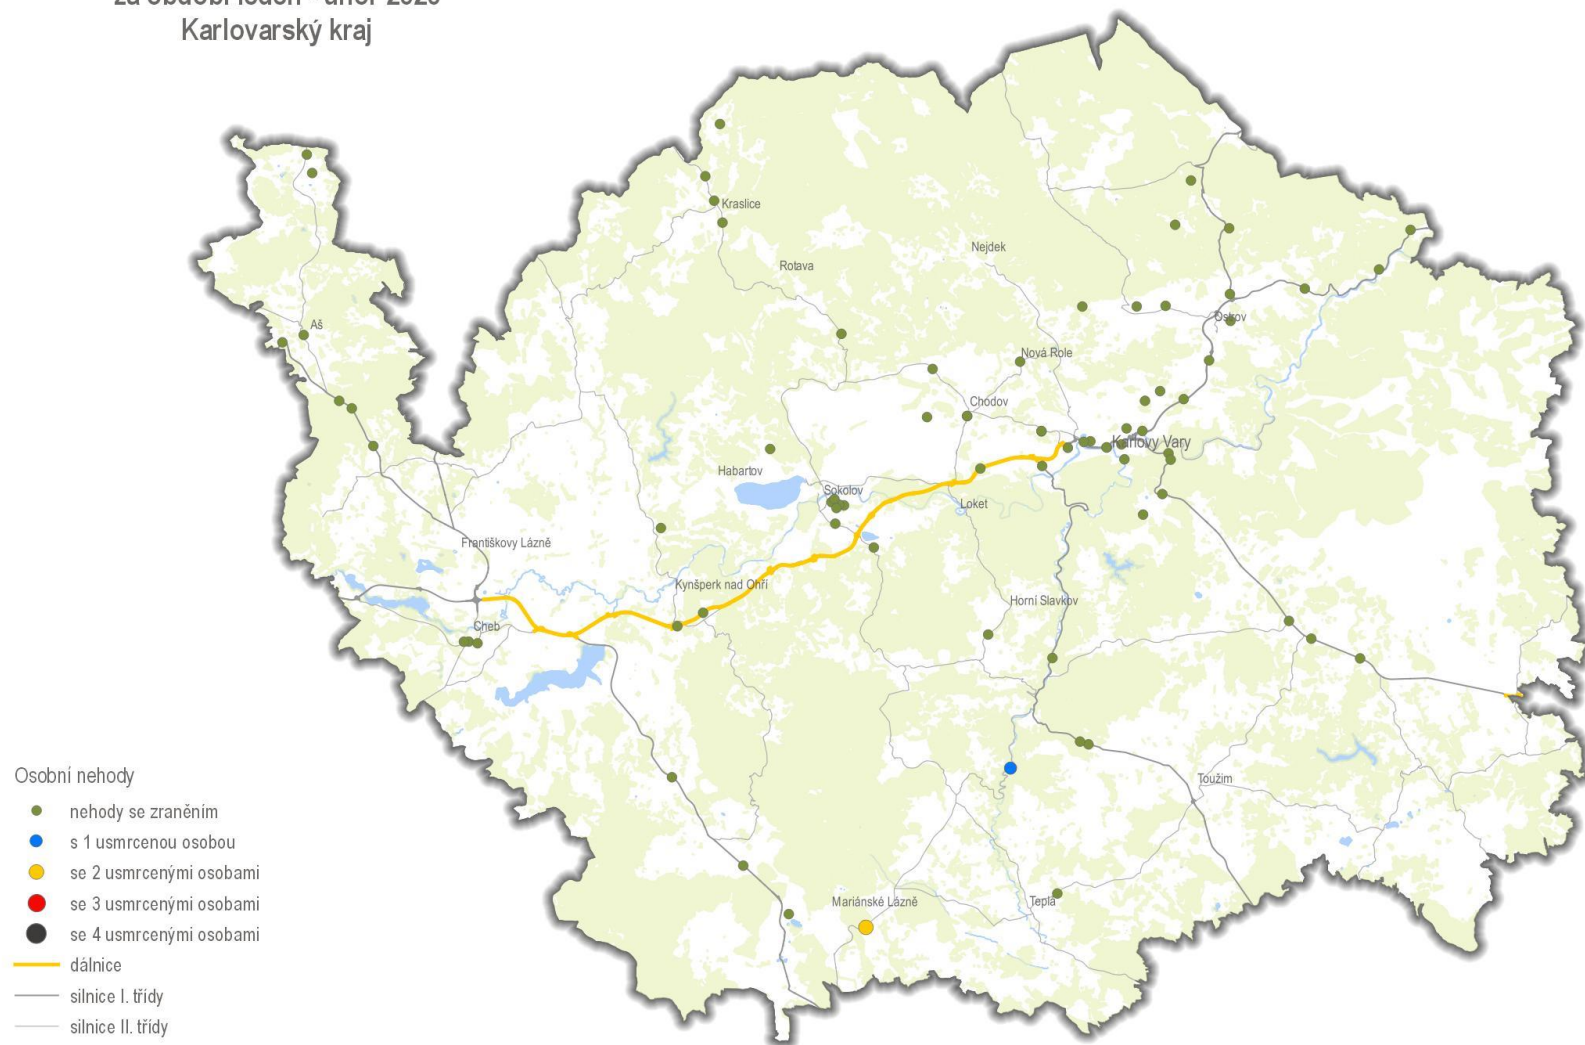 Karlovarský kraj
Kraslice
Rotava
Nejdek
Aš
Ostrov
Nová Role
Chodov
Karlovy Vary
Habartov
Sokolov
Loket
Františkovy Lázně
Kynšperk nad Ohří
Horní Slavkov
Cheb
Toužim
Mariánské Lázně
Teplá
Osobní nehody
nehody se zraněním
s 1 usmrcenou osobou
se 2 usmrcenými osobami
se 3 usmrcenými osobami
se 4 usmrcenými osobami
dálnice
silnice I. třídy
silnice II. třídy